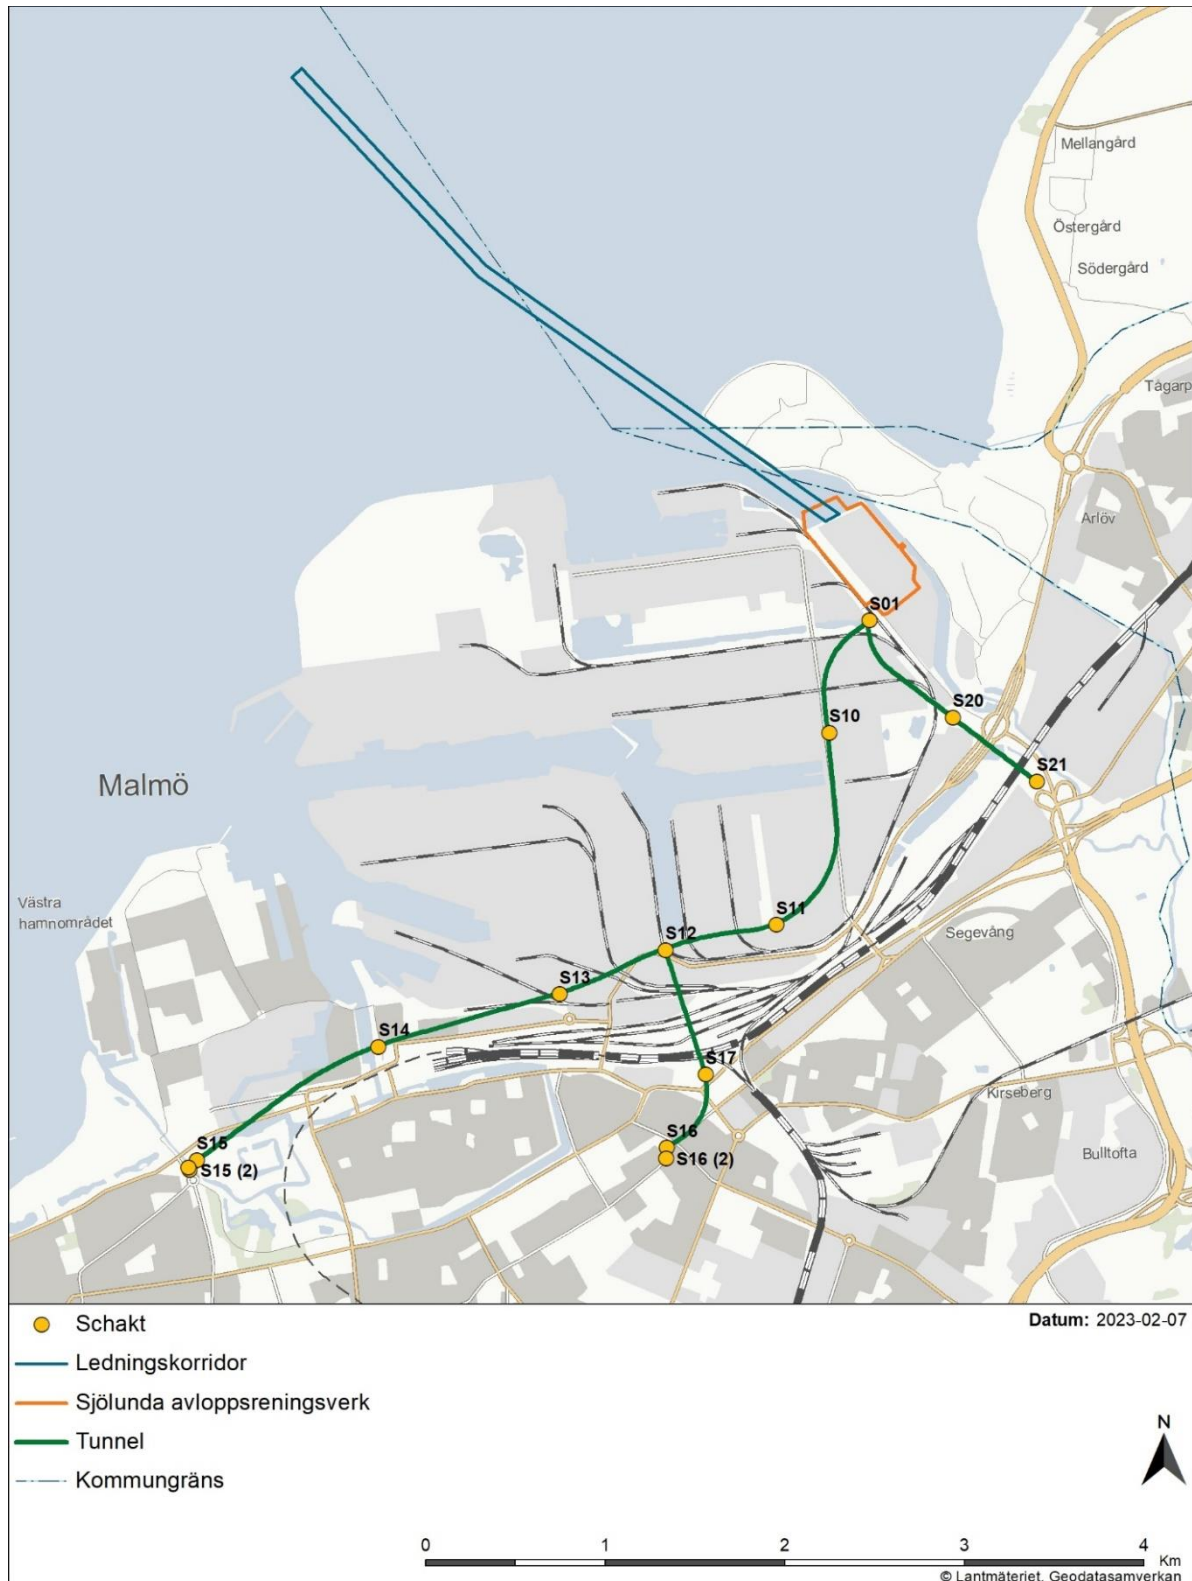 Mellangård
Östergård
Södergård
Tågarp
Arlöv
S01
S20
S10
S21
Malmö
Västra
hamnområdet
S11
Segevång
S12
S13
S14
S17
Kirseberg
S16
S15
S16 (2)
S15 (2)
Bulltofta
Schakt
Datum: 2023-02-07
Ledningskorridor
Sjölunda avloppsreningsverk
Tunnel
N
Kommungräns
0 1 2 3 4
Km
© Lantmäteriet, Geodatasamverkan